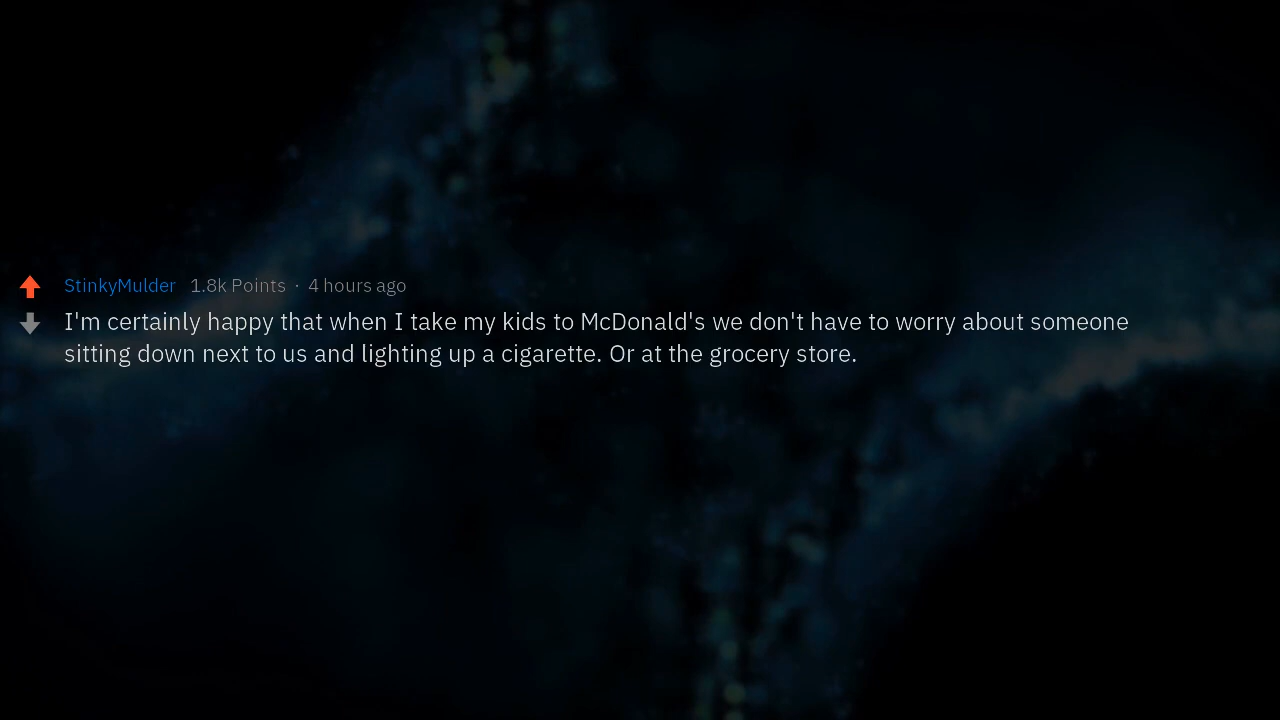 StinkyMulder 1.8k Points · 4 hours ago
I'm certainly happy that when I take my kids to McDonald's we don't have to worry about someone
sitting down next to us and lighting up a cigarette. Or at the grocery store.